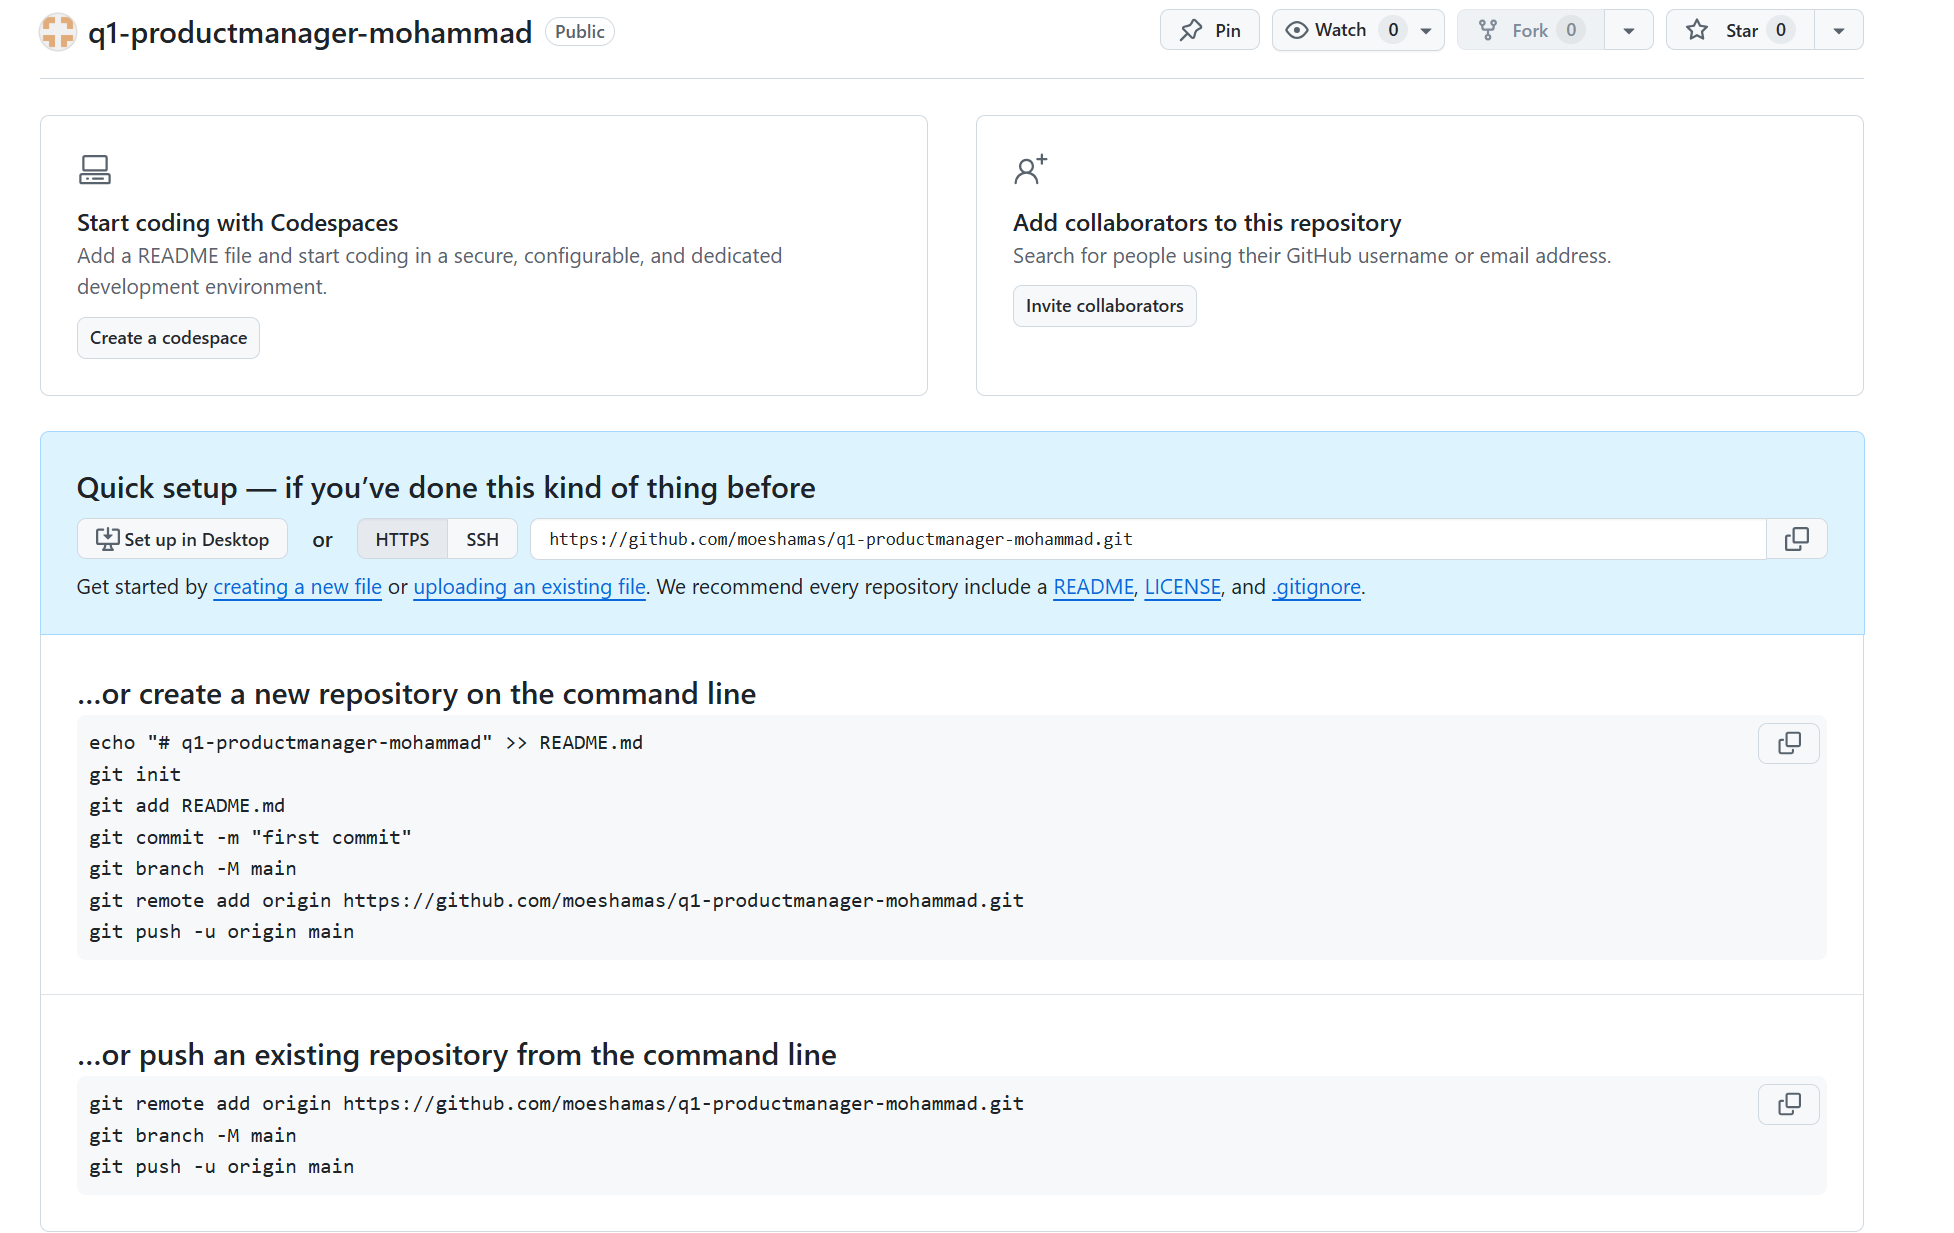 q1-productmanager-mohammad Public Pin Watch 0 Fork 0 Star 0
Start coding with Codespaces
Add a README file and start coding in a secure, configurable, and dedicated
development environment.
Create a codespace
Add collaborators to this repository
Search for people using their GitHub username or email address.
Invite collaborators
Quick setup — if you’ve done this kind of thing before
Set up in Desktop or HTTPS SSH https://github.com/moeshamas/q1-productmanager-mohammad.git
Get started by creating a new file or uploading an existing file. We recommend every repository include a README, LICENSE, and .gitignore.
…or create a new repository on the command line
echo "# q1-productmanager-mohammad" >> README.md
git init
git add README.md
git commit -m "first commit"
git branch -M main
git remote add origin https://github.com/moeshamas/q1-productmanager-mohammad.git
git push -u origin main
…or push an existing repository from the command line
git remote add origin https://github.com/moeshamas/q1-productmanager-mohammad.git
git branch -M main
git push -u origin main